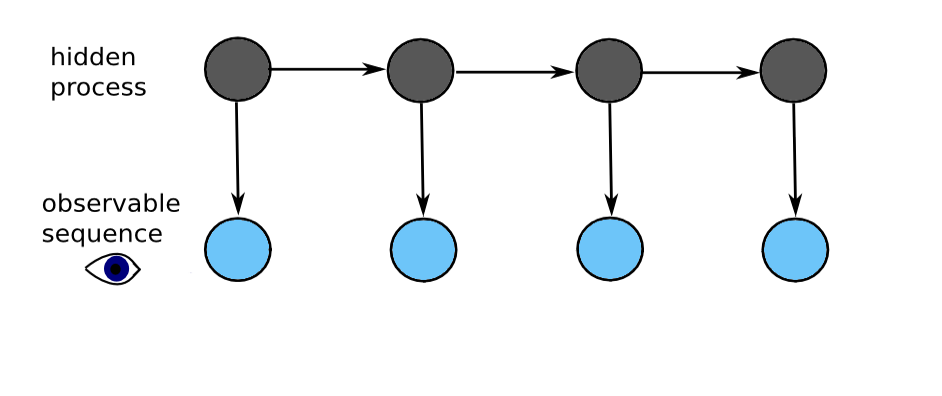 hidden
process
observable
sequence